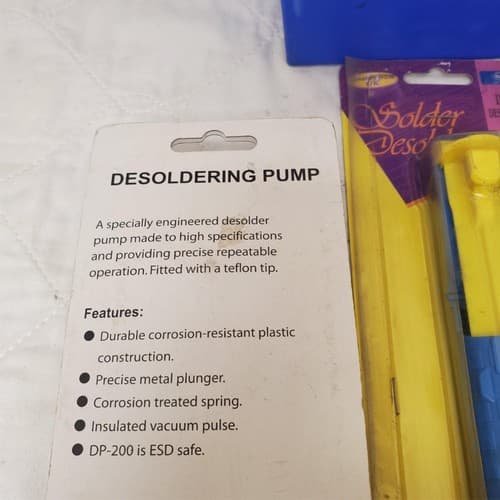 DESOLDERING PUMP
A specially engineered desolder
pump made to high specifications
and providing precise repeatable
operation. Fitted with a teflon tip.
Features:
● Durable corrosion-resistant plastic
construction.
● Precise metal plunger.
● Corrosion treated spring.
● Insulated vacuum pulse.
● DP-200 is ESD safe.
Solder